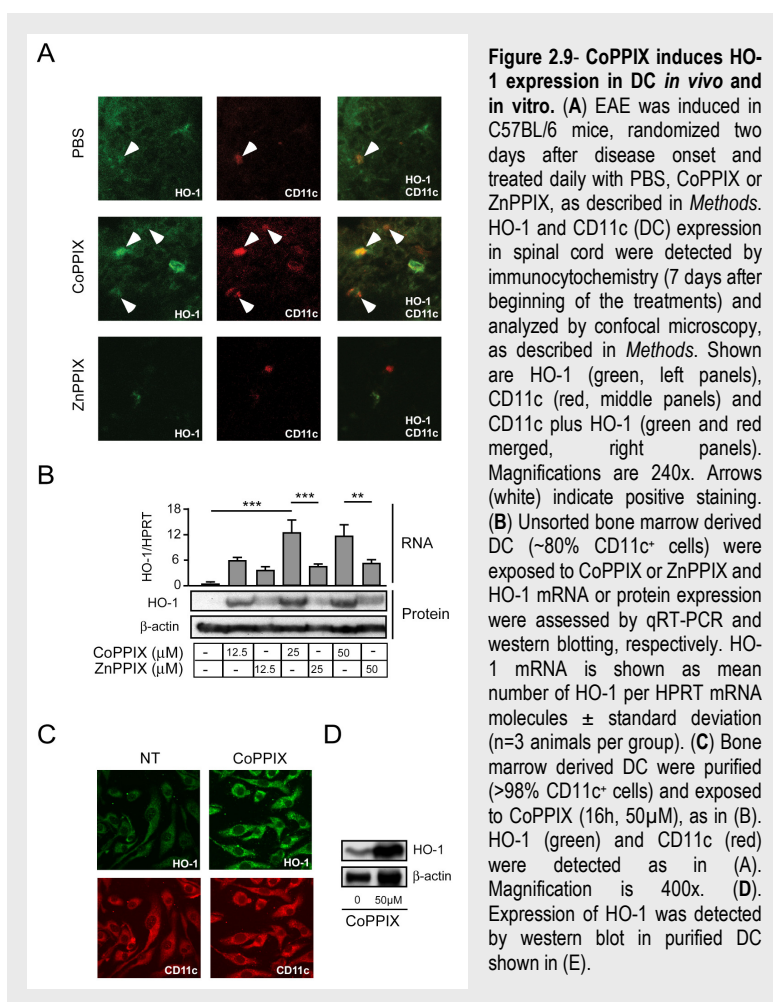 A
PBS
HO-1
CD11c
HO-1
CD11c
CoPPIX
HO-1
CD11c
HO-1
CD11c
ZnPPIX
HO-1
CD11c
HO-1
CD11c
B
HO-1/HPRT
18
12
6
0
***
***
**
RNA
HO-1
β-actin
Protein
CoPPIX (μM) - 12.5 - 25 - 50 -
ZnPPIX (μM) - - 12.5 - 25 - 50
C
NT
CoPPIX
HO-1
HO-1
CD11c
CD11c
D
HO-1
β-actin
0 50μM
CoPPIX
Figure 2.9- CoPPIX induces HO-
1 expression in DC in vivo and
in vitro. (A) EAE was induced in
C57BL/6 mice, randomized two
days after disease onset and
treated daily with PBS, CoPPIX or
ZnPPIX, as described in Methods.
HO-1 and CD11c (DC) expression
in spinal cord were detected by
immunocytochemistry (7 days after
beginning of the treatments) and
analyzed by confocal microscopy,
as described in Methods. Shown
are HO-1 (green, left panels),
CD11c (red, middle panels) and
CD11c plus HO-1 (green and red
merged, right panels).
Magnifications are 240x. Arrows
(white) indicate positive staining.
(B) Unsorted bone marrow derived
DC (~80% CD11c⁺ cells) were
exposed to CoPPIX or ZnPPIX and
HO-1 mRNA or protein expression
were assessed by qRT-PCR and
western blotting, respectively. HO-
1 mRNA is shown as mean
number of HO-1 per HPRT mRNA
molecules ± standard deviation
(n=3 animals per group). (C) Bone
marrow derived DC were purified
(>98% CD11c⁺ cells) and exposed
to CoPPIX (16h, 50μM), as in (B).
HO-1 (green) and CD11c (red)
were detected as in (A).
Magnification is 400x. (D).
Expression of HO-1 was detected
by western blot in purified DC
shown in (E).